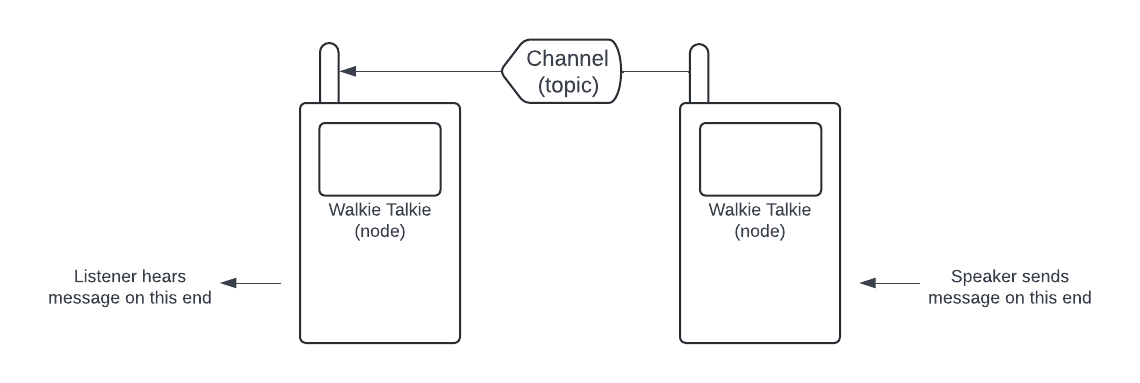 Channel
(topic)
Walkie Talkie
(node)
Walkie Talkie
(node)
Listener hears
message on this end
Speaker sends
message on this end